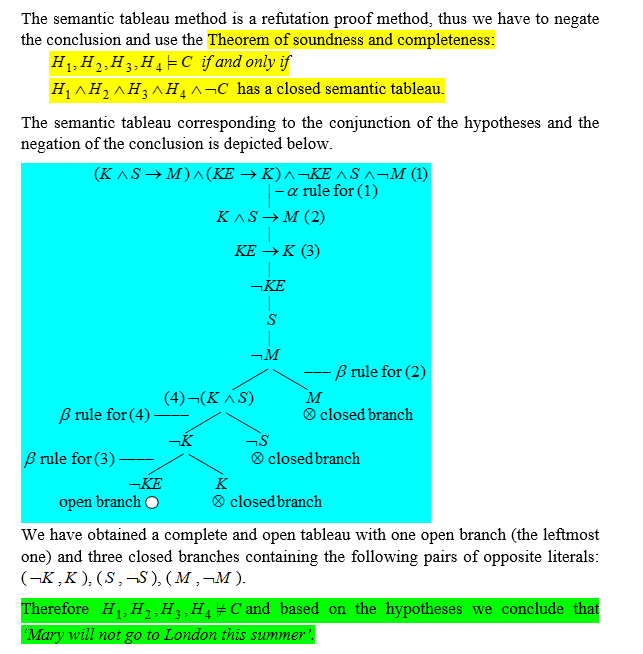 The semantic tableau method is a refutation proof method, thus we have to negate
the conclusion and use the Theorem of soundness and completeness:
H₁, H₂, H₃, H₄ ⊨ C if and only if
H₁ ∧ H₂ ∧ H₃ ∧ H₄ ∧ ¬C has a closed semantic tableau.
The semantic tableau corresponding to the conjunction of the hypotheses and the
negation of the conclusion is depicted below.
(K ∧ S → M) ∧ (KE → K) ∧ ¬KE ∧ S ∧ ¬M (1)
– α rule for (1)
K ∧ S → M (2)
KE → K (3)
¬KE
S
¬M
β rule for (2)
(4) ¬(K ∧ S) M
β rule for (4) ⊗ closed branch
¬K ¬S
β rule for (3) ⊗ closed branch
¬KE K
open branch ○ ⊗ closed branch
We have obtained a complete and open tableau with one open branch (the leftmost
one) and three closed branches containing the following pairs of opposite literals:
(¬K , K ), (S , ¬S ), (M , ¬M ).
Therefore H₁, H₂, H₃, H₄ ⊭ C and based on the hypotheses we conclude that
‘Mary will not go to London this summer’.